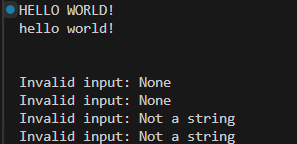 HELLO WORLD!
hello world!
Invalid input: None
Invalid input: None
Invalid input: Not a string
Invalid input: Not a string